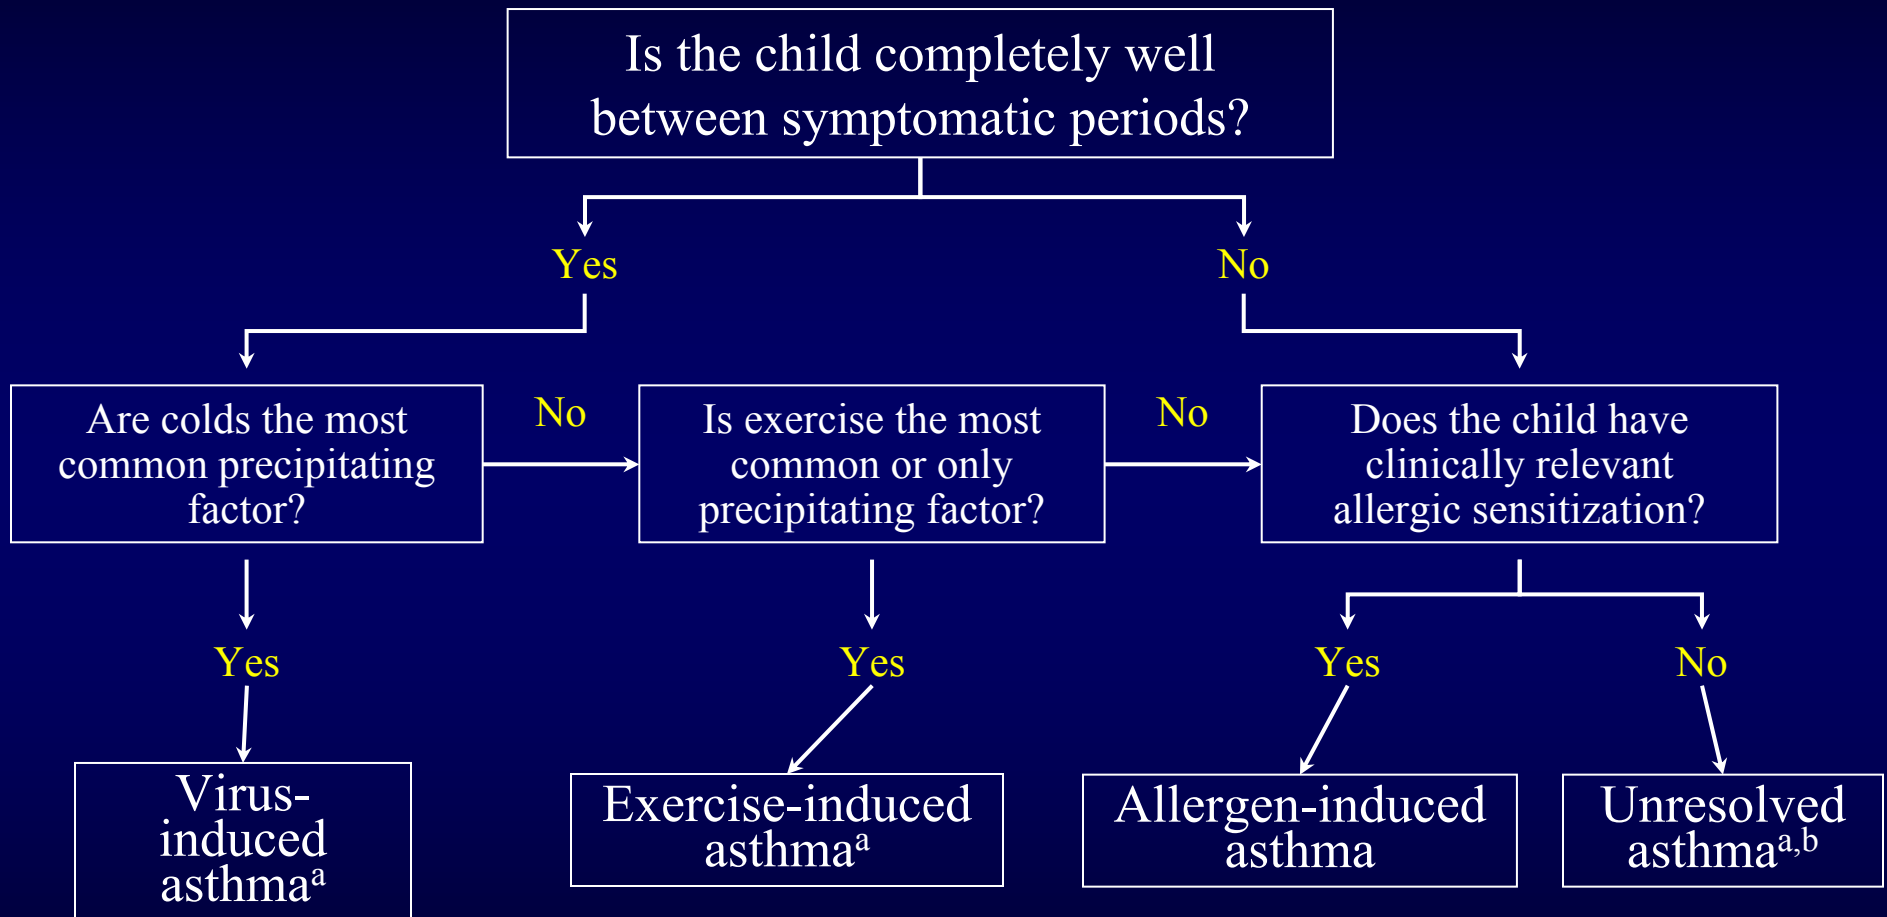 Is the child completely well
between symptomatic periods?
Yes
No
Are colds the most
common precipitating
factor?
No
Is exercise the most
common or only
precipitating factor?
No
Does the child have
clinically relevant
allergic sensitization?
Yes
Yes
Yes
No
Virus-
induced
asthmaᵃ
Exercise-induced
asthmaᵃ
Allergen-induced
asthma
Unresolved
asthmaᵃ,ᵇ